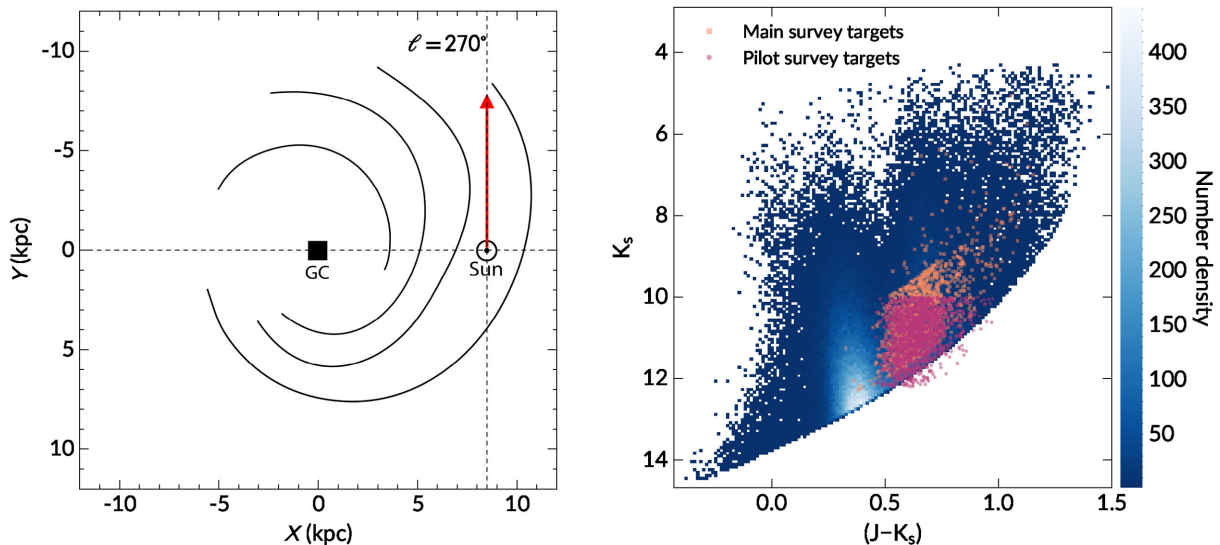 ℓ = 270°
-10
-5
0
5
10
Y (kpc)
GC
Sun
-10
-5
0
5
10
X (kpc)
Main survey targets
Pilot survey targets
4
6
8
10
12
14
Ks
0.0
0.5
1.0
1.5
(J−Ks)
400
350
300
250
200
150
100
50
Number density